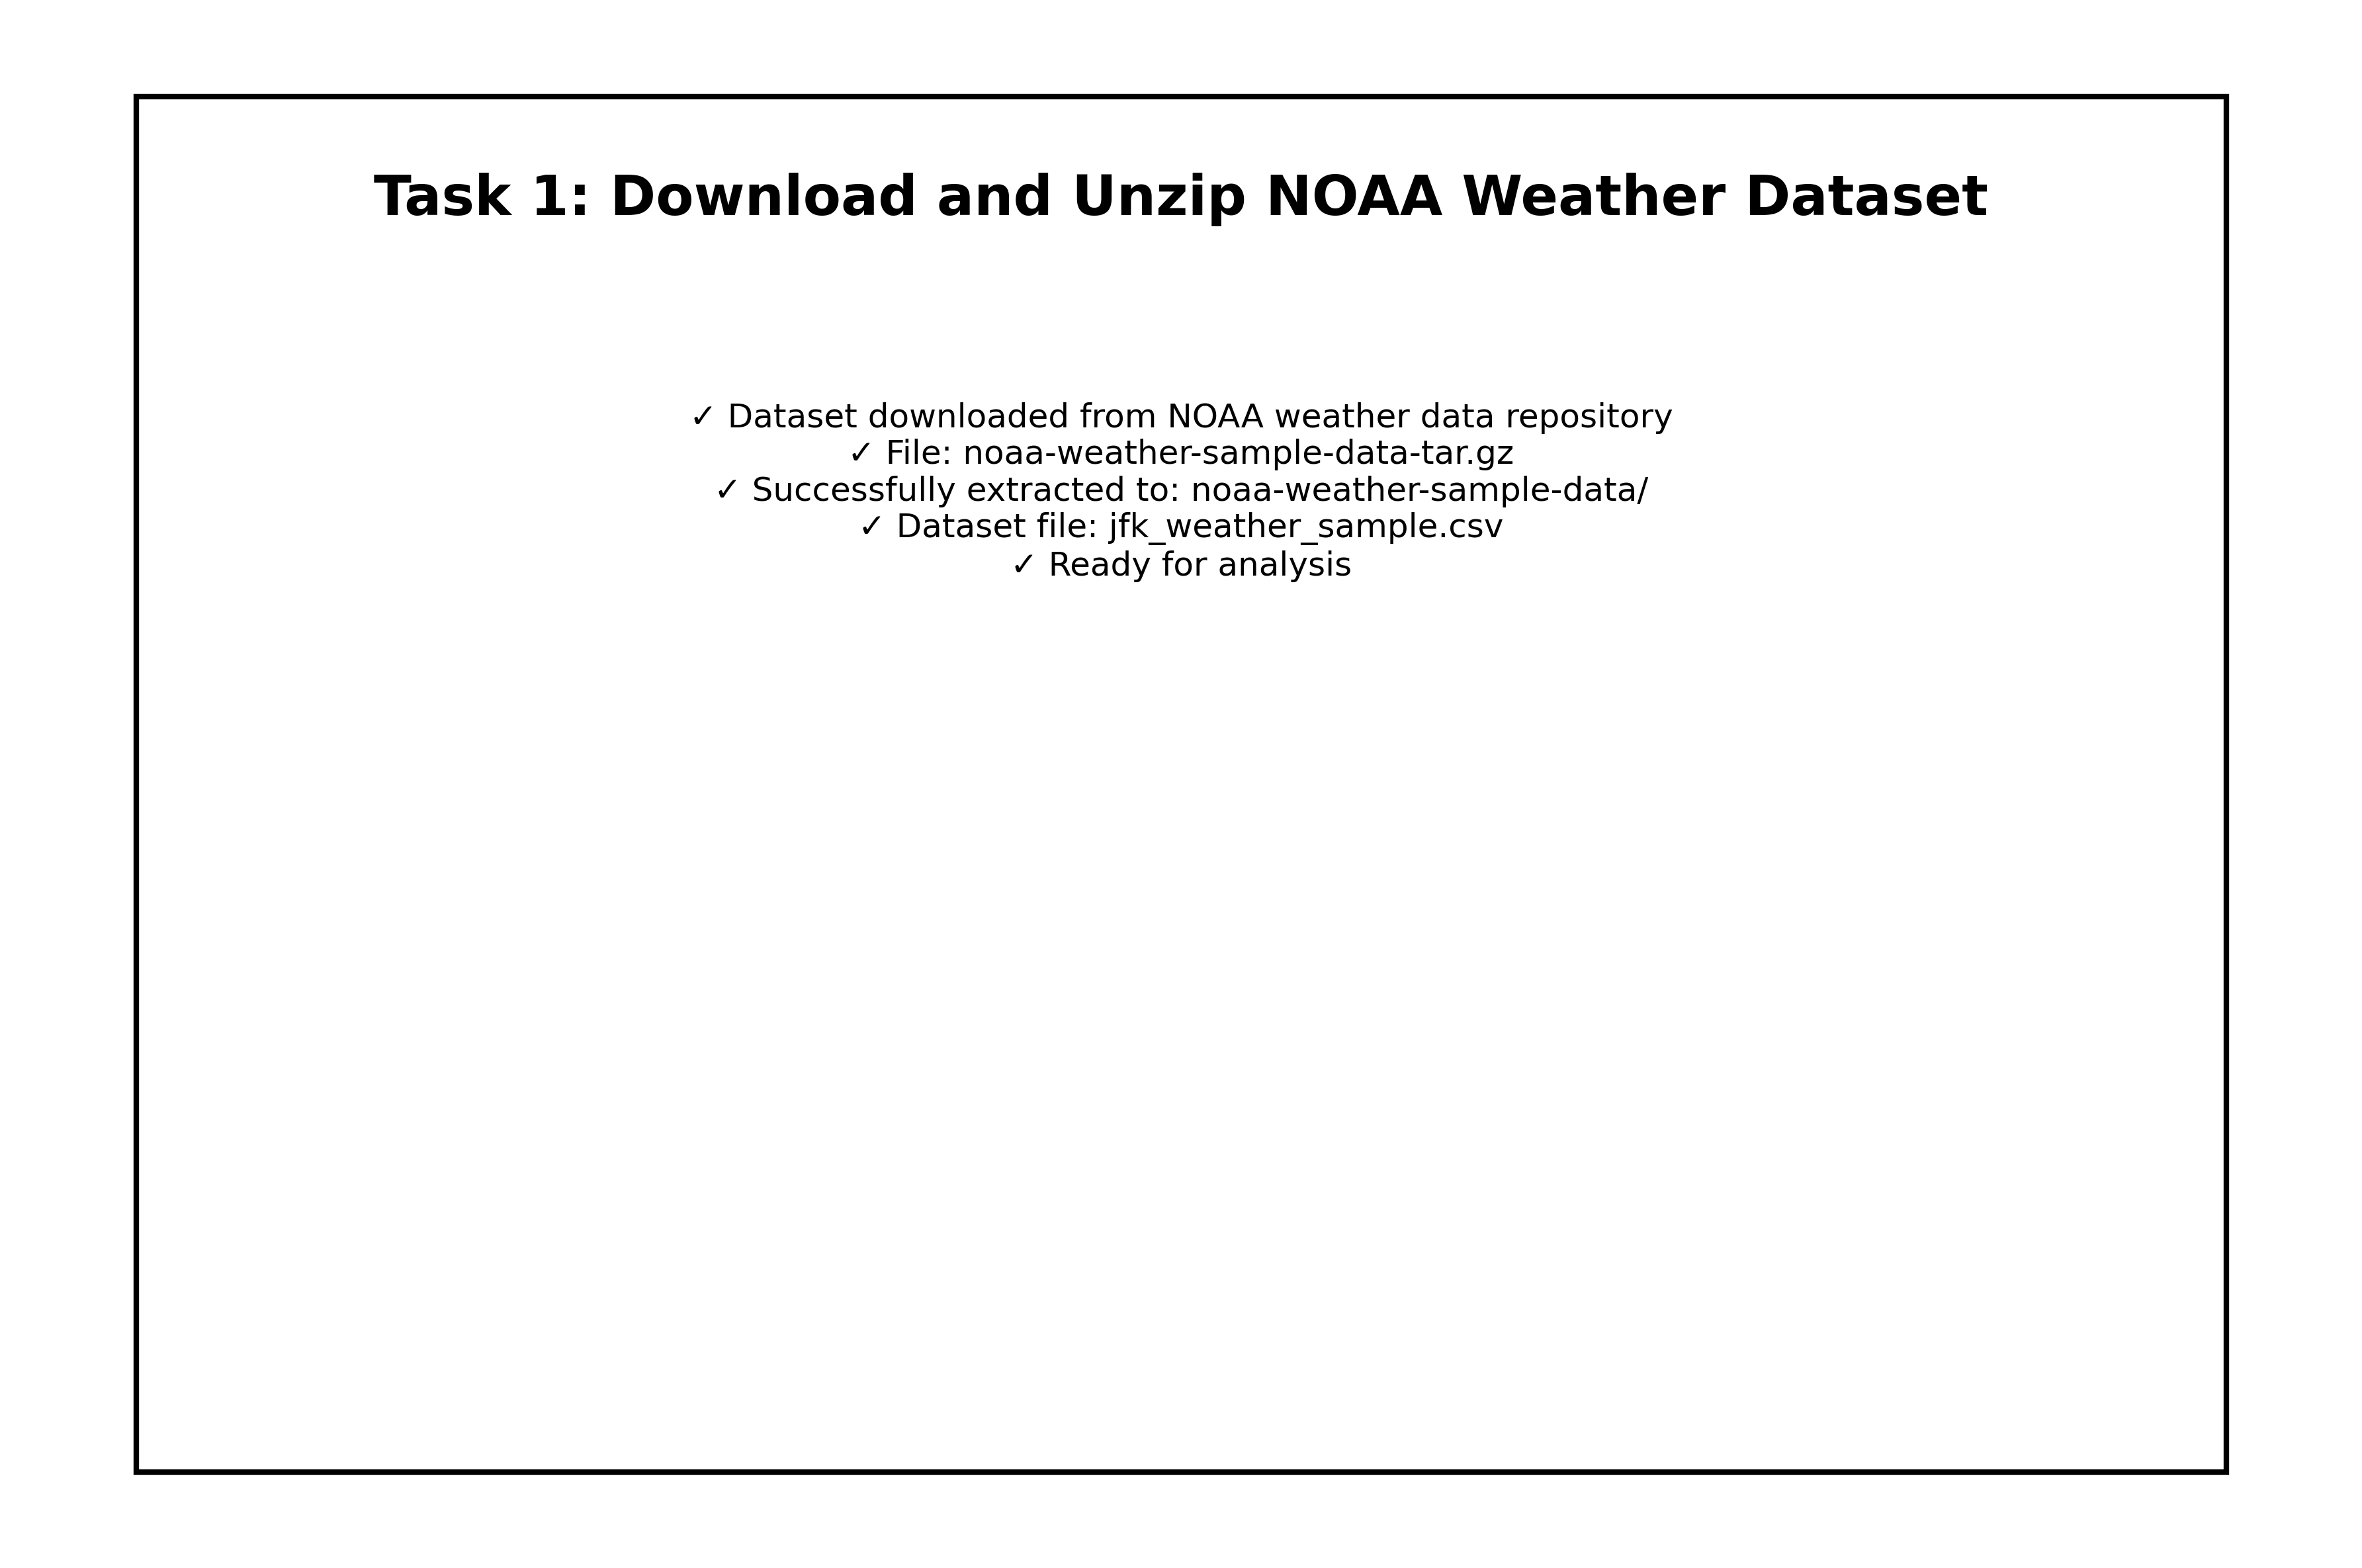 Task 1: Download and Unzip NOAA Weather Dataset
✓ Dataset downloaded from NOAA weather data repository
✓ File: noaa-weather-sample-data-tar.gz
✓ Successfully extracted to: noaa-weather-sample-data/
✓ Dataset file: jfk_weather_sample.csv
✓ Ready for analysis